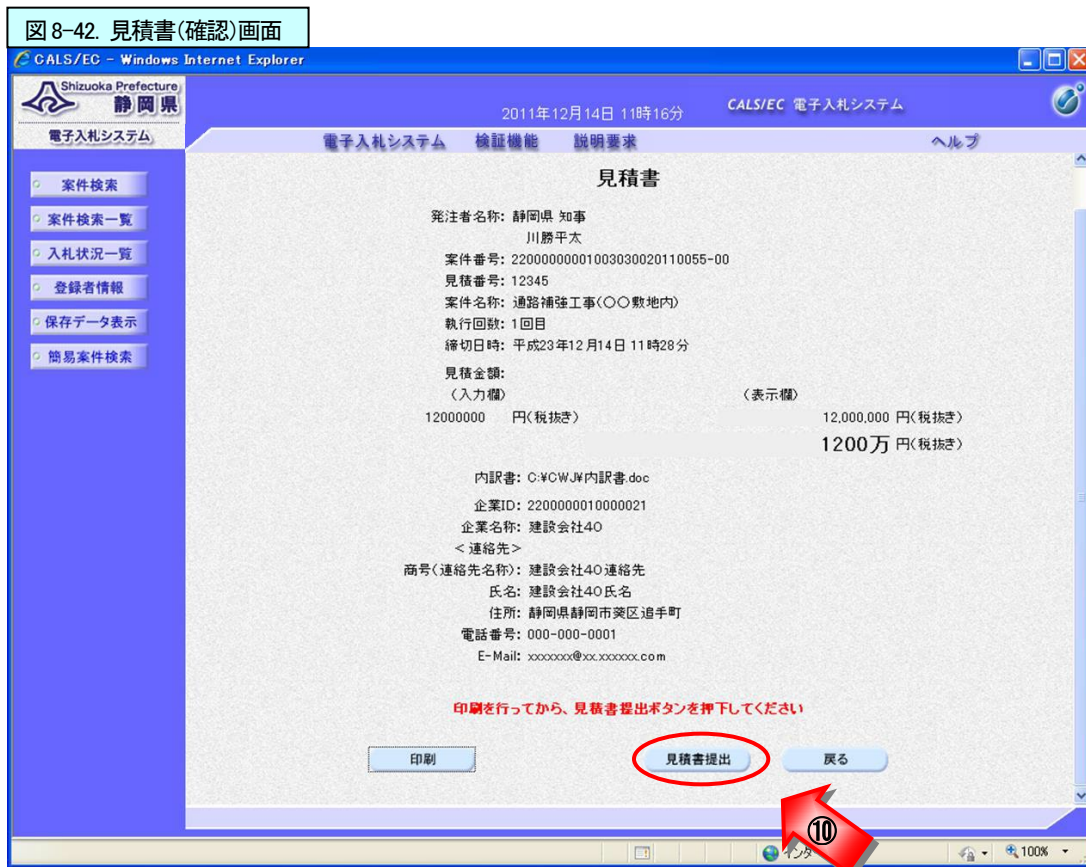 図 8-42. 見積書(確認)画面
CALS/EC - Windows Internet Explorer
Shizuoka Prefecture
静岡県
電子入札システム
2011年12月14日 11時16分
CALS/EC 電子入札システム
電子入札システム 検証機能 説明要求 ヘルプ
案件検索
案件検索一覧
入札状況一覧
登録者情報
保存データ表示
簡易案件検索
見積書
発注者名称: 静岡県 知事
川勝平太
案件番号: 220000000001003030020110055-00
見積番号: 12345
案件名称: 通路補強工事(○○敷地内)
執行回数: 1回目
締切日時: 平成23年12月14日 11時28分
見積金額:
(入力欄) (表示欄)
12000000 円(税抜き) 12,000,000 円(税抜き)
1200万 円(税抜き)
内訳書: C:¥CWJ¥内訳書.doc
企業ID: 2200000010000021
企業名称: 建設会社40
<連絡先>
商号(連絡先名称): 建設会社40連絡先
氏名: 建設会社40氏名
住所: 静岡県静岡市葵区追手町
電話番号: 000-000-0001
E-Mail: xxxxxxx@xx.xxxxxx.com
印刷を行ってから、見積書提出ボタンを押下してください
印刷 見積書提出 戻る
⑩
インタ
100%